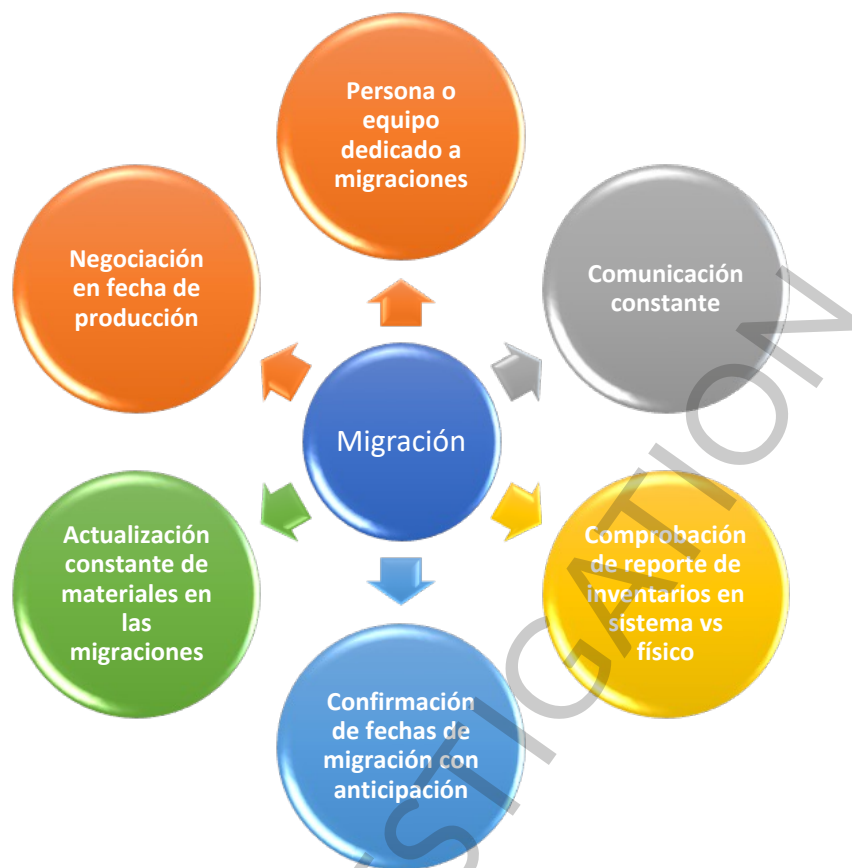 Persona o
equipo
dedicado a
migraciones
Comunicación
constante
Comprobación
de reporte de
inventarios en
sistema vs
físico
Confirmación
de fechas de
migración con
anticipación
Actualización
constante de
materiales en
las
migraciones
Negociación
en fecha de
producción
Migración
STIGATION